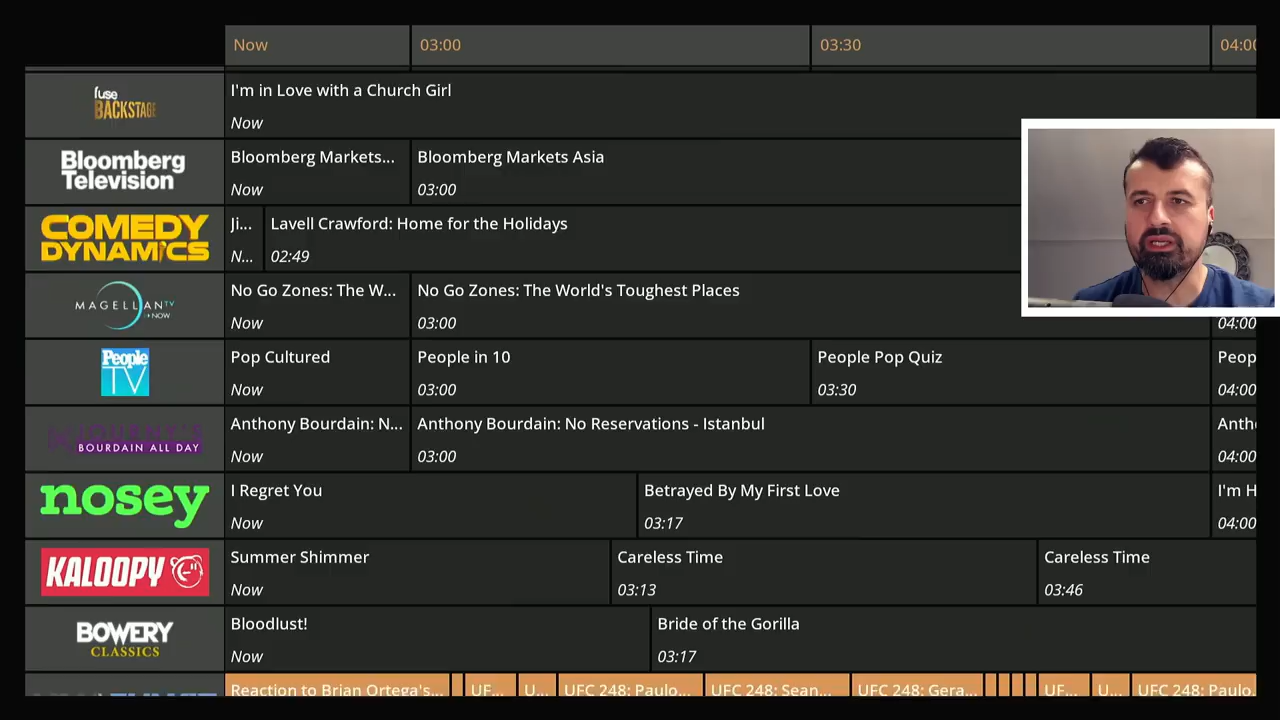 Now
03:00
03:30
04:00
fuse
BACKSTAGE
I'm in Love with a Church Girl
Now
Bloomberg
Television
Bloomberg Markets...
Now
Bloomberg Markets Asia
03:00
COMEDY
DYNAMICS
Ji...
N...
Lavell Crawford: Home for the Holidays
02:49
MAGELLANTV
NOW
No Go Zones: The W...
Now
No Go Zones: The World's Toughest Places
03:00
04:00
People
TV
Pop Cultured
Now
People in 10
03:00
People Pop Quiz
03:30
Peop
04:00
BOURDAIN ALL DAY
Anthony Bourdain: N...
Now
Anthony Bourdain: No Reservations - Istanbul
03:00
Anth
04:00
nosey
I Regret You
Now
Betrayed By My First Love
03:17
I'm H
04:00
KALOOPY
Summer Shimmer
Now
Careless Time
03:13
Careless Time
03:46
BOWERY
CLASSICS
Bloodlust!
Now
Bride of the Gorilla
03:17
Reaction to Brian Ortega's...
UF...
U...
UFC 248: Paulo...
UFC 248: Sean...
UFC 248: Gera...
UF...
U...
UFC 248: Paulo...